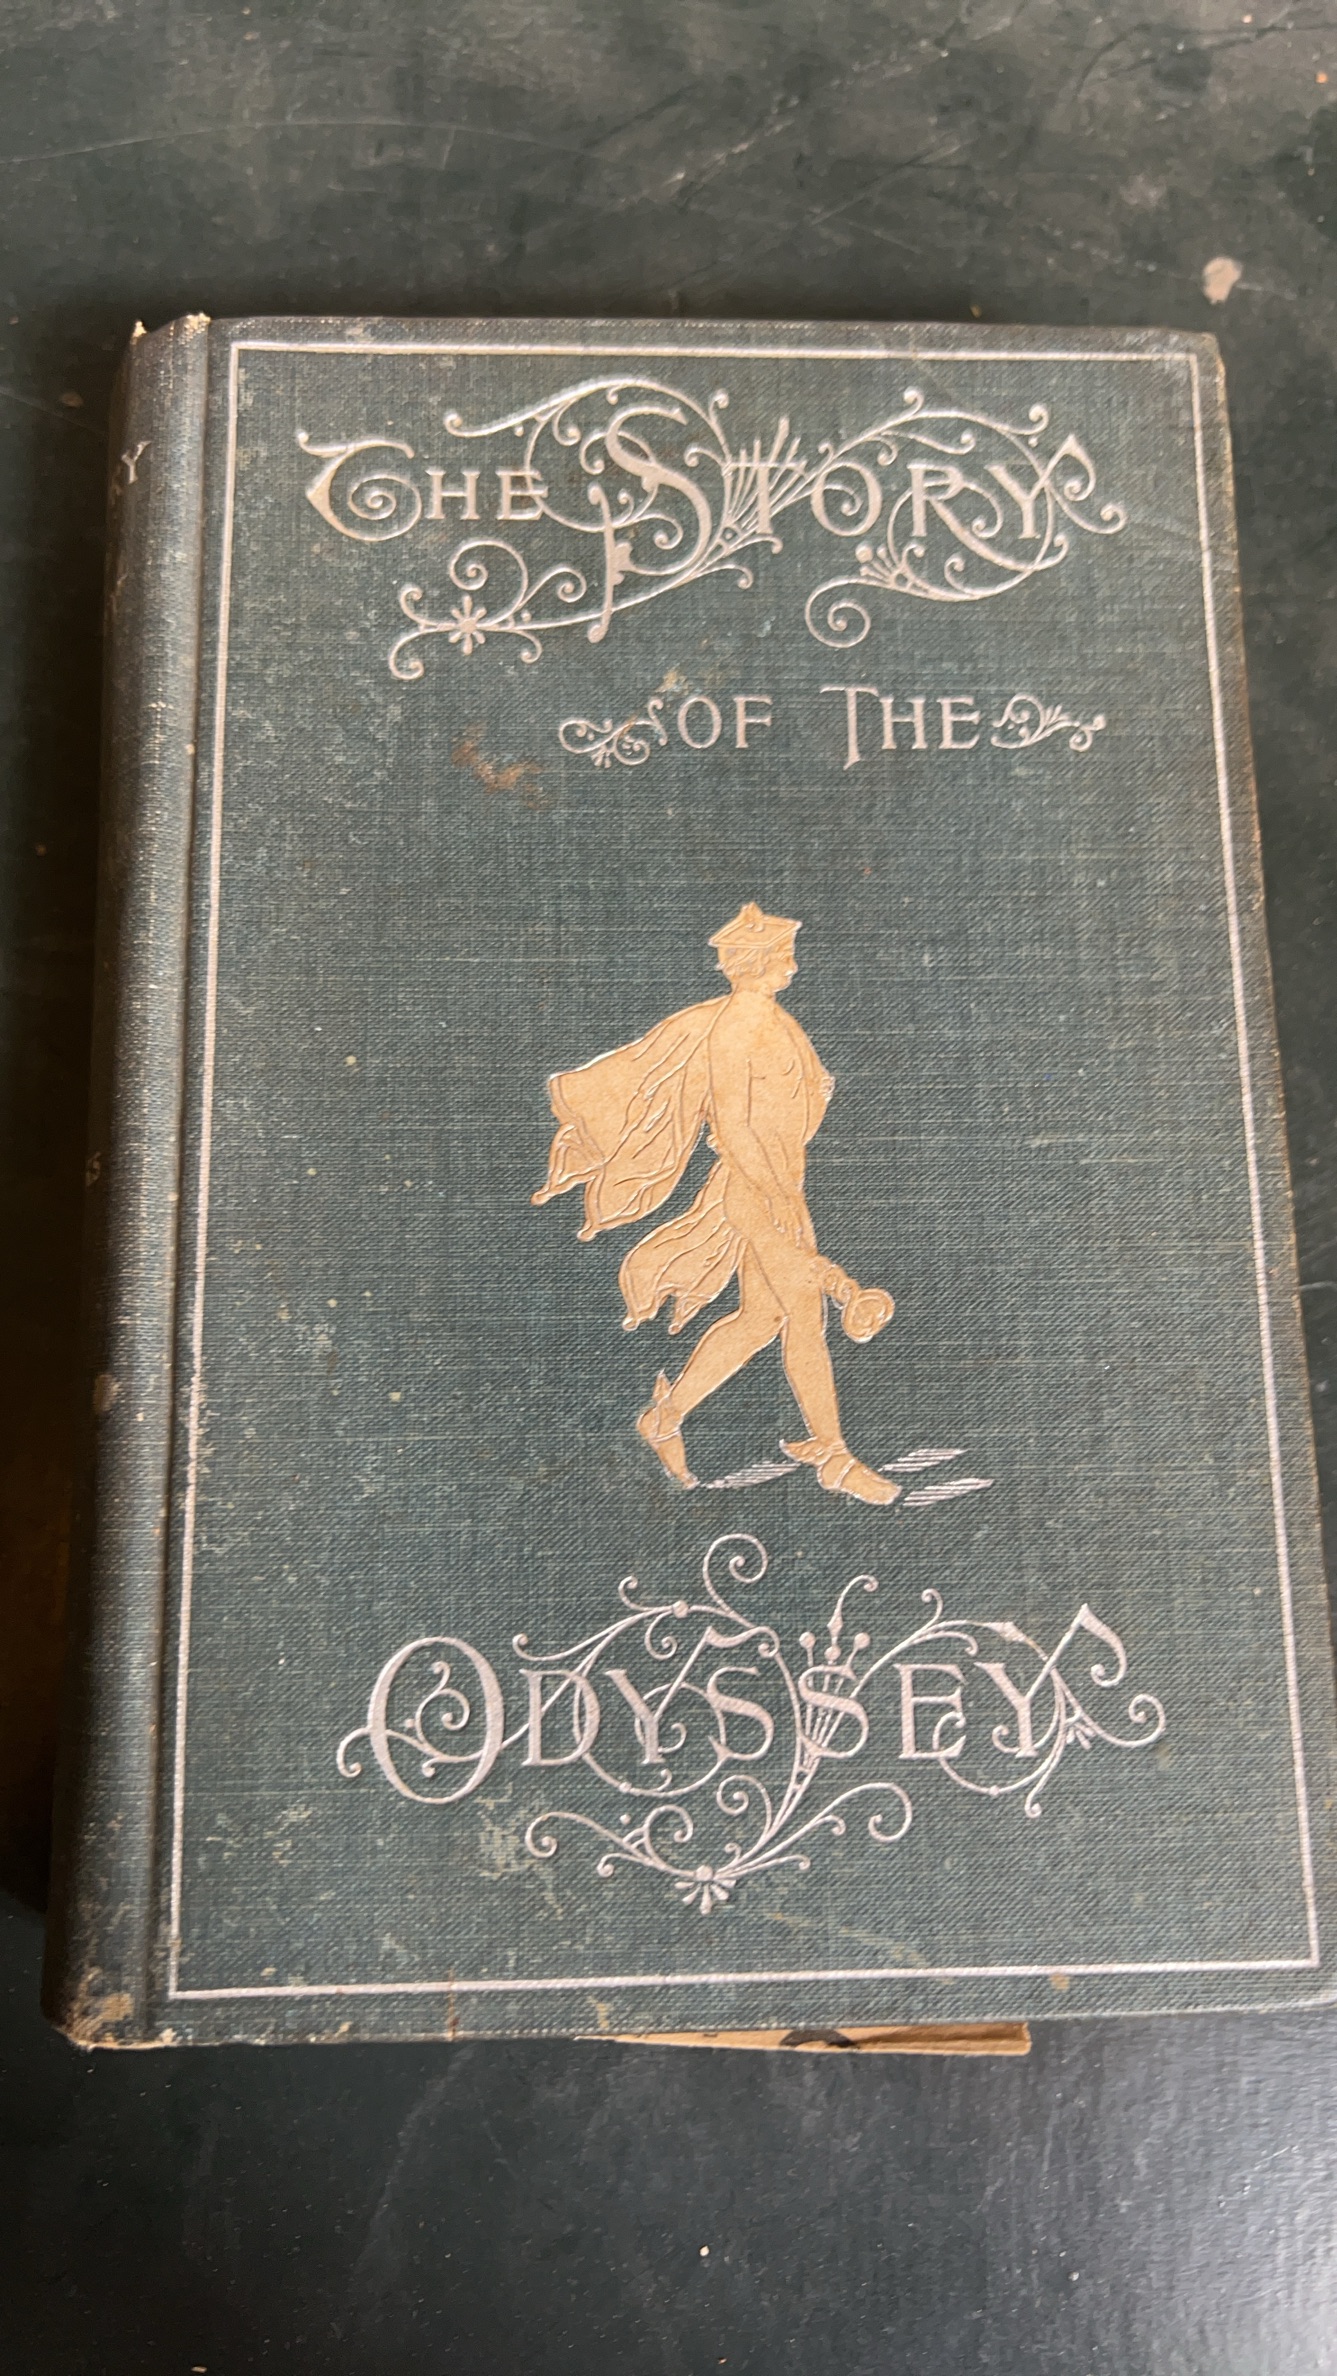 THE STORY
OF THE
ODYSSEY